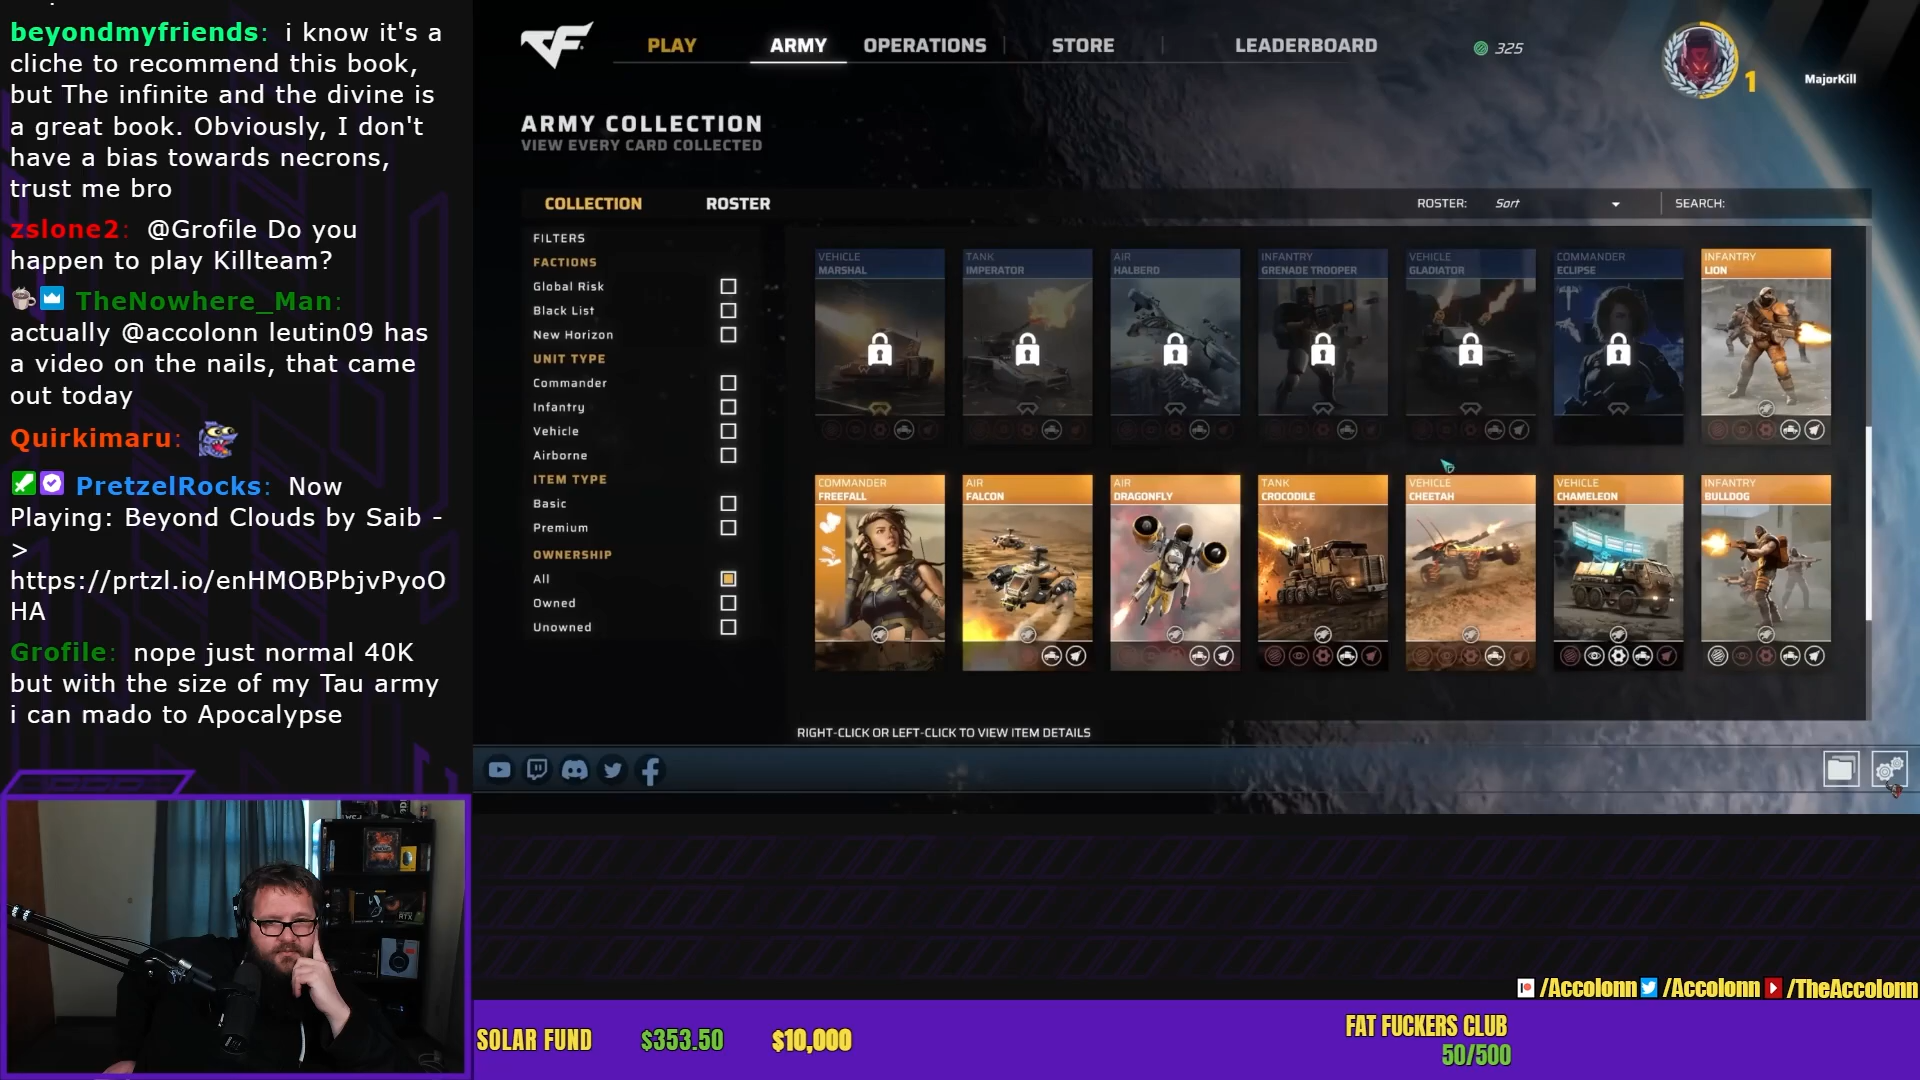 beyondmyfriends: i know it's a
cliche to recommend this book,
but The infinite and the divine is
a great book. Obviously, I don't
have a bias towards necrons,
trust me bro
zslone2: @Grofile Do you
happen to play Killteam?
TheNowhere_Man:
actually @accolonn leutin09 has
a video on the nails, that came
out today
Quirkimaru:
PretzelRocks: Now
Playing: Beyond Clouds by Saib -
>
https://prtzl.io/enHMOBPbjvPyoO
HA
Grofile: nope just normal 40K
but with the size of my Tau army
i can mado to Apocalypse
CF
PLAY ARMY OPERATIONS STORE LEADERBOARD 325 1 MajorKill
ARMY COLLECTION
VIEW EVERY CARD COLLECTED
COLLECTION ROSTER ROSTER: Sort SEARCH:
FILTERS
FACTIONS
Global Risk
Black List
New Horizon
UNIT TYPE
Commander
Infantry
Vehicle
Airborne
ITEM TYPE
Basic
Premium
OWNERSHIP
All
Owned
Unowned
VEHICLE MARSHAL
TANK IMPERATOR
AIR HALBERD
INFANTRY GRENADE TROOPER
VEHICLE GLADIATOR
COMMANDER ECLIPSE
INFANTRY LION
COMMANDER FREEFALL
AIR FALCON
AIR DRAGONFLY
TANK CROCODILE
VEHICLE CHEETAH
VEHICLE CHAMELEON
INFANTRY BULLDOG
RIGHT-CLICK OR LEFT-CLICK TO VIEW ITEM DETAILS
/Accolonn /Accolonn /TheAccolonn
SOLAR FUND $353.50 $10,000
FAT FUCKERS CLUB
50/500